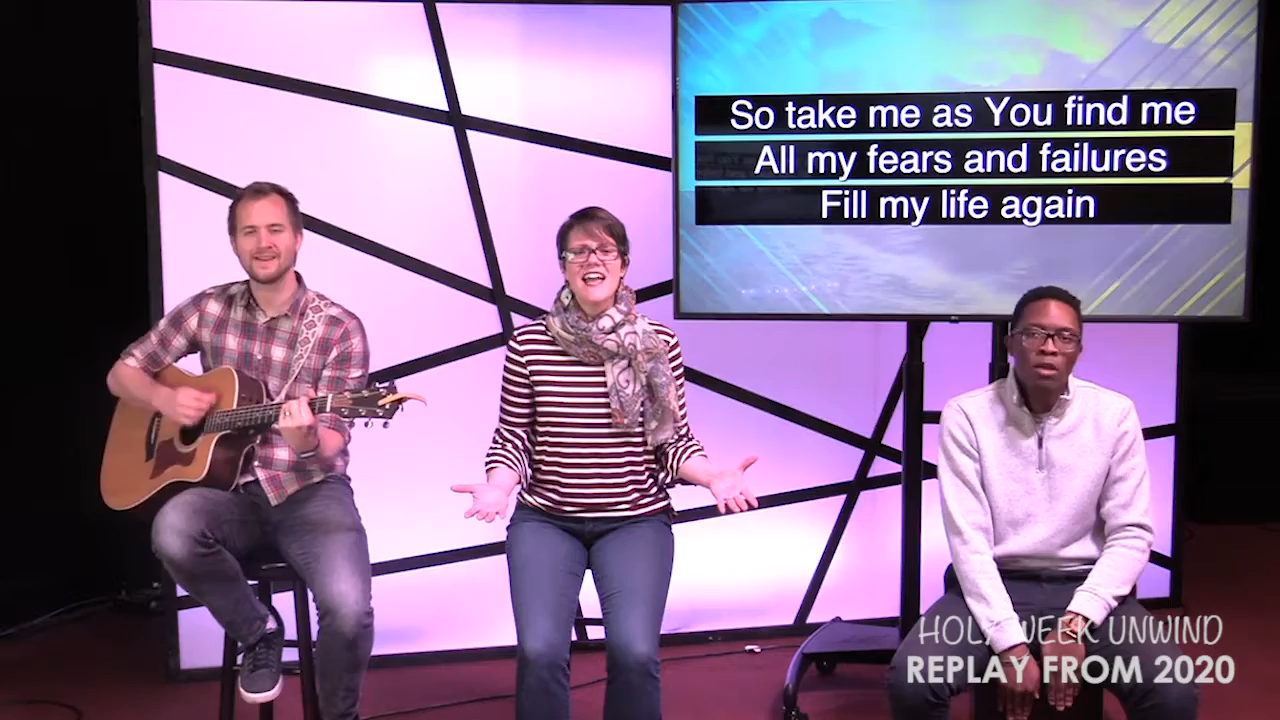 So take me as You find me
All my fears and failures
Fill my life again
HOLY WEEK UNWIND
REPLAY FROM 2020